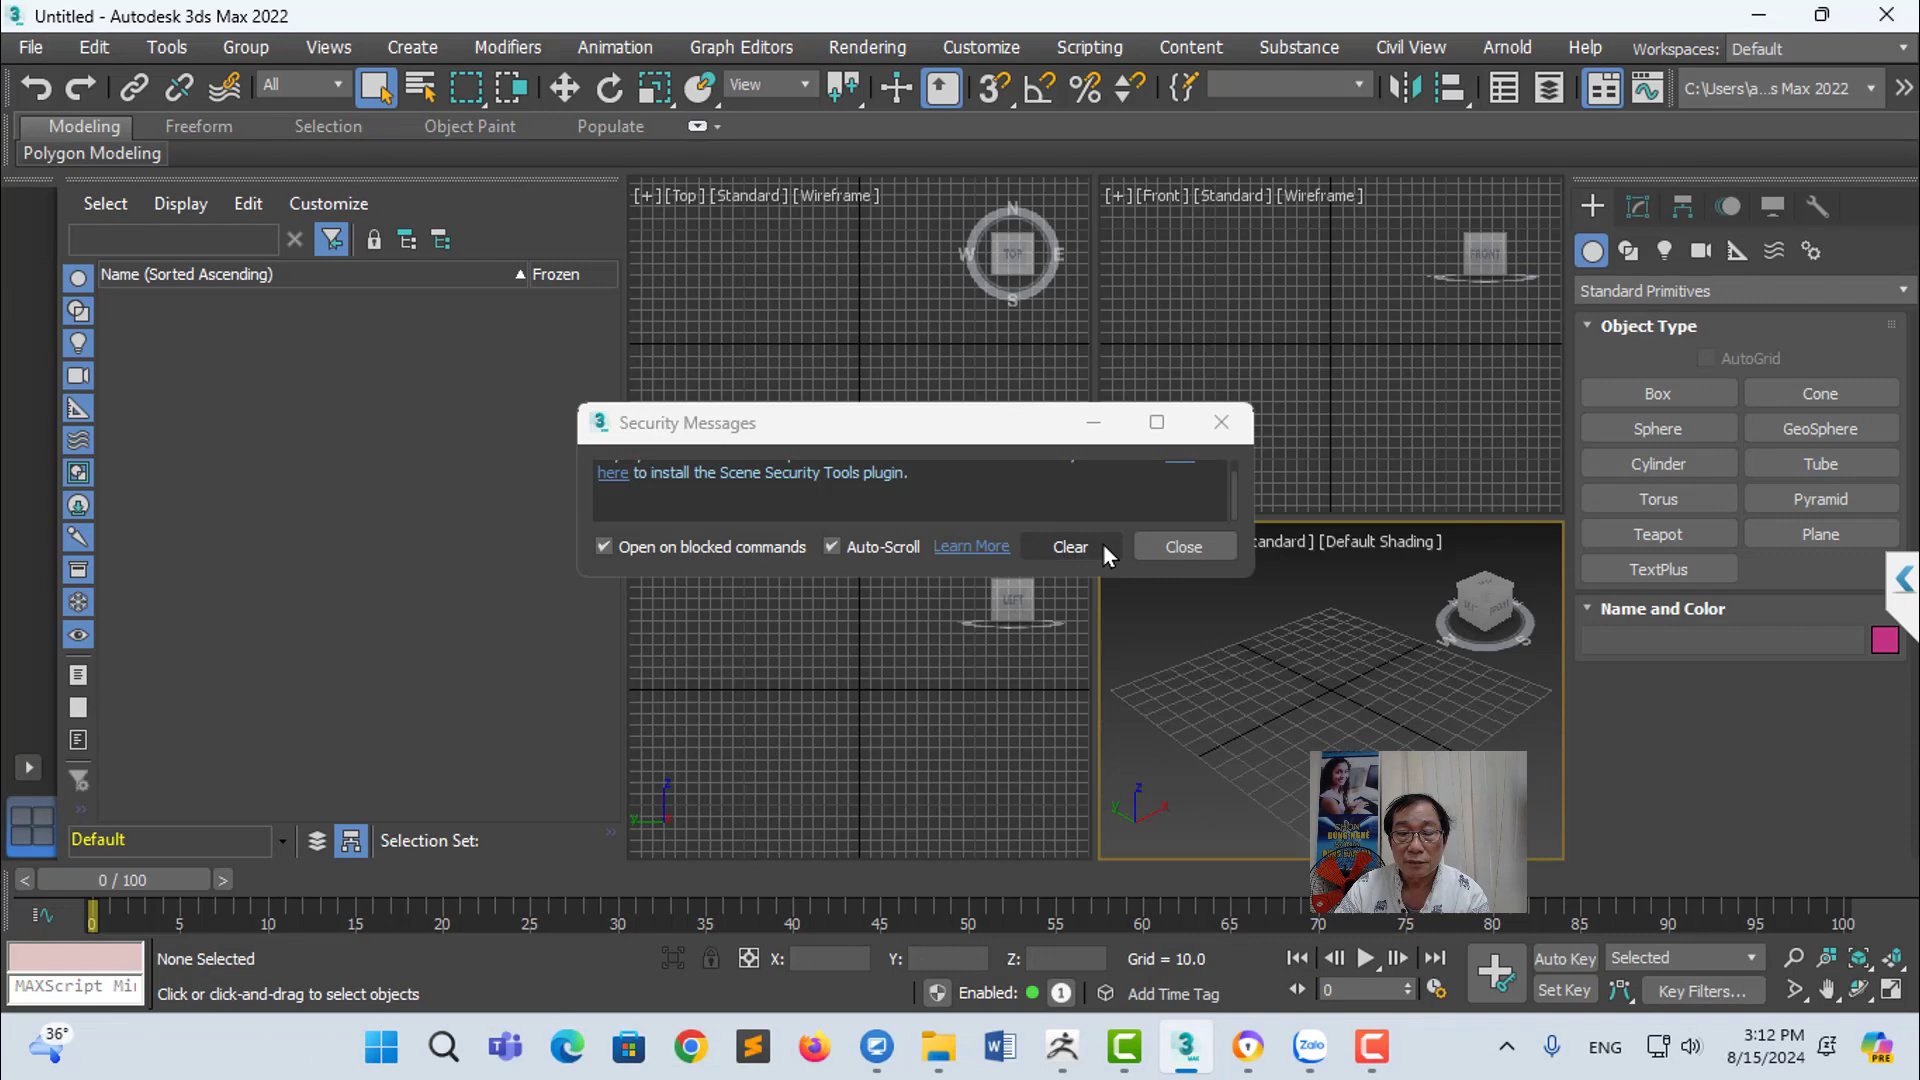 Untitled - Autodesk 3ds Max 2022
File Edit Tools Group Views Create Modifiers Animation Graph Editors Rendering Customize Scripting Content Substance Civil View Arnold Help Workspaces: Default
All View C:\Users\a...s Max 2022
Modeling Freeform Selection Object Paint Populate
Polygon Modeling
Select Display Edit Customize
Name (Sorted Ascending) Frozen
[+] [Top] [Standard] [Wireframe]
N
W TOP E
S
[+] [Front] [Standard] [Wireframe]
FRONT
Standard Primitives
Object Type
AutoGrid
Box Cone
Sphere GeoSphere
Cylinder Tube
Torus Pyramid
Teapot Plane
TextPlus
Name and Color
Security Messages
here to install the Scene Security Tools plugin.
Open on blocked commands Auto-Scroll Learn More Clear Close
andard] [Default Shading]
LEFT
W S
z
y
z
y x
Default Selection Set:
0 / 100
0 5 10 15 20 25 30 35 40 45 50 55 60 65 70 75 80 85 90 95 100
None Selected X: Y: Z: Grid = 10.0 Auto Key Selected
MAXScript Mi Click or click-and-drag to select objects Enabled: 1 Add Time Tag 0 Set Key Key Filters...
36°
Zalo
ENG
3:12 PM
8/15/2024
PRE